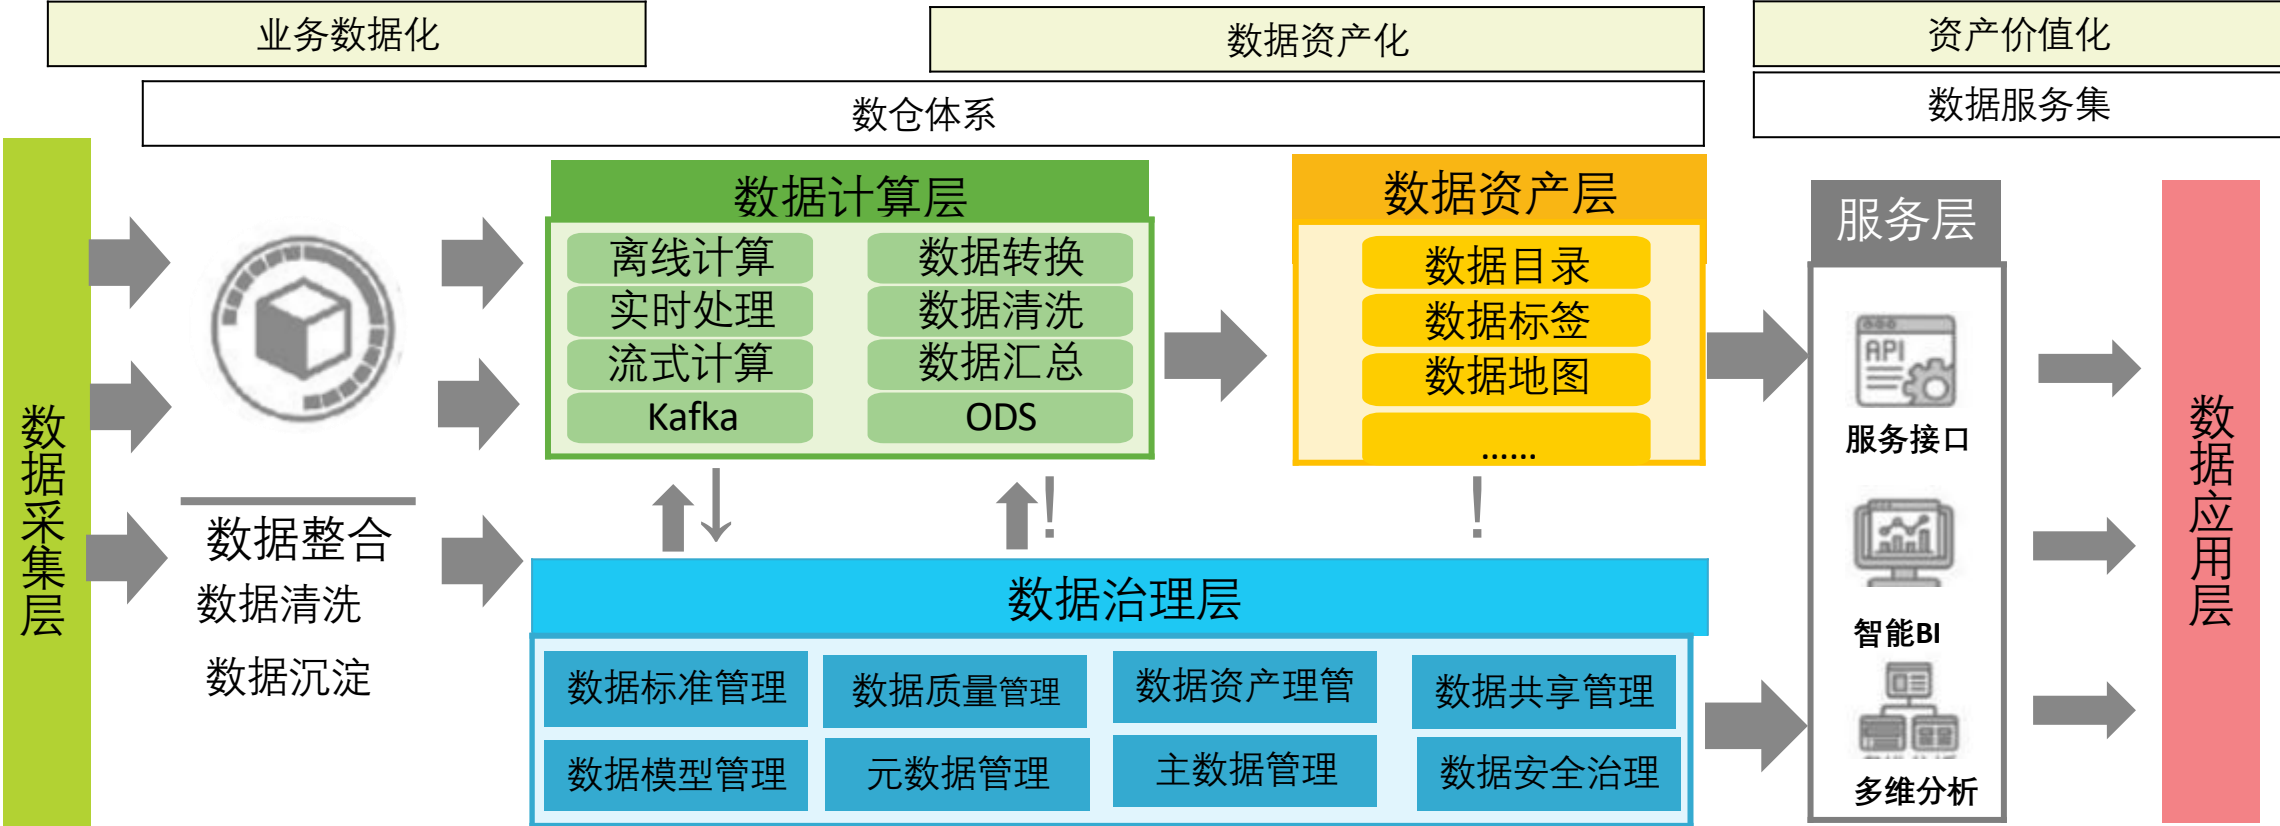 业务数据化
数据资产化
资产价值化
数仓体系
数据服务集
数据采集层
数据整合
数据清洗
数据沉淀
数据计算层
离线计算
数据转换
实时处理
数据清洗
流式计算
数据汇总
Kafka
ODS
数据资产层
数据目录
数据标签
数据地图
......
!
!
数据治理层
数据标准管理
数据质量管理
数据资产理管
数据共享管理
数据模型管理
元数据管理
主数据管理
数据安全治理
服务层
API
服务接口
智能BI
多维分析
数据应用层